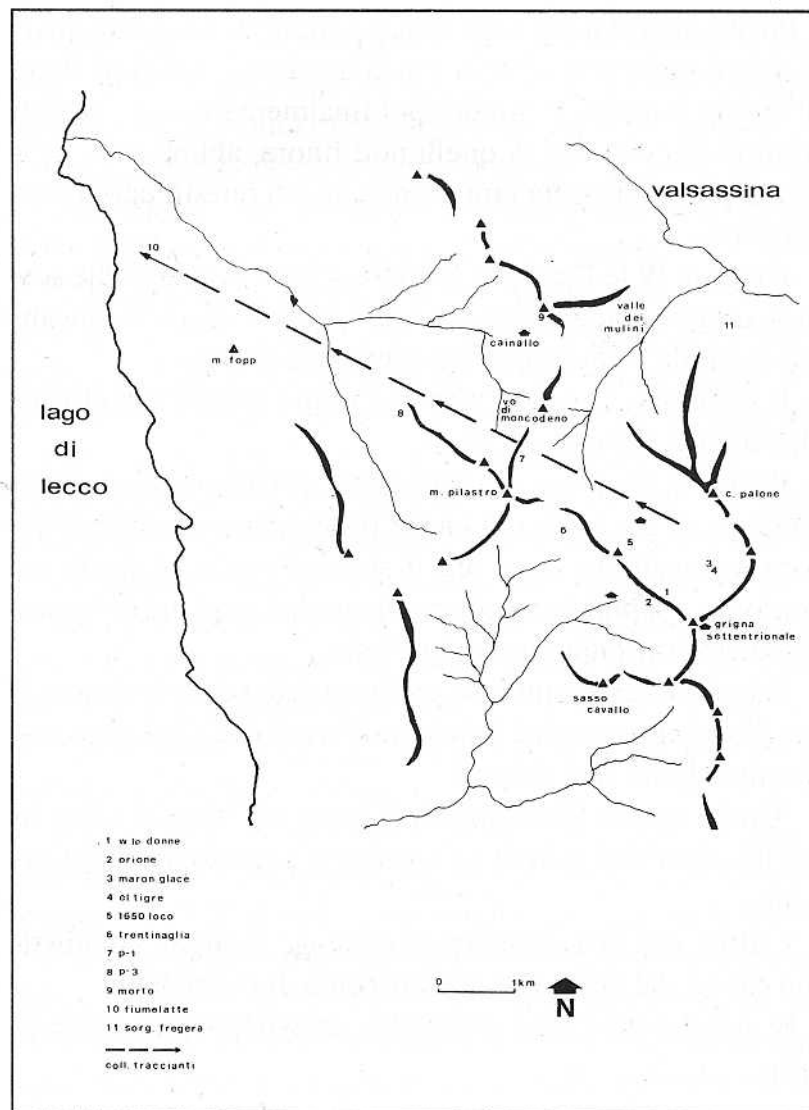 valsassina
10
9
11
valle
dei
mulini
cainallo
m. fopp
lago
di
lecco
8
vo
di
moncodeno
7
m. pilastro
c. palone
6
5
3
4
1
2
grigna
settentrionale
sasso
cavallo
1 w le donne
2 orione
3 maron glace
4 el tigre
5 1650 loco
6 trentinaglia
7 p-1
8 p-3
9 morto
10 fiumelatte
11 sorg. fregera
coll. traccianti
0 1km
N